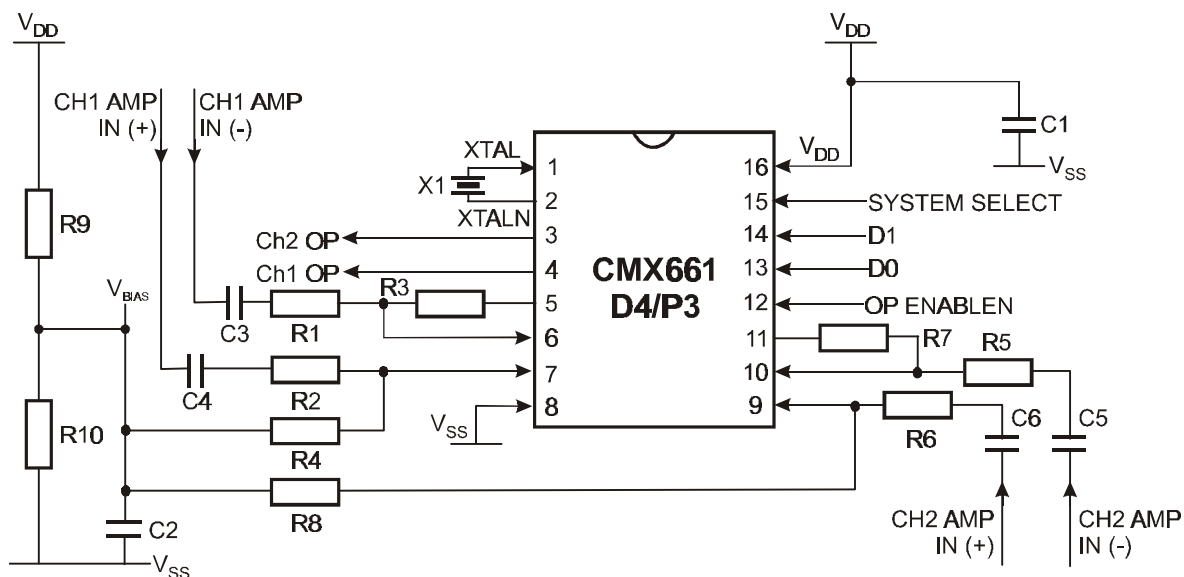 VDD
VDD
CH1 AMP
IN (+)
CH1 AMP
IN (-)
C1
VSS
XTAL
X1
XTALN
1
2
3
4
5
6
7
8
16
15
14
13
12
11
10
9
VDD
SYSTEM SELECT
D1
D0
OP ENABLEN
CMX661
D4/P3
Ch2 OP
Ch1 OP
R9
VBIAS
R3
C3
R1
R7
R5
C4
R2
VSS
R10
R4
R6
C6
C5
R8
C2
VSS
CH2 AMP
IN (+)
CH2 AMP
IN (-)